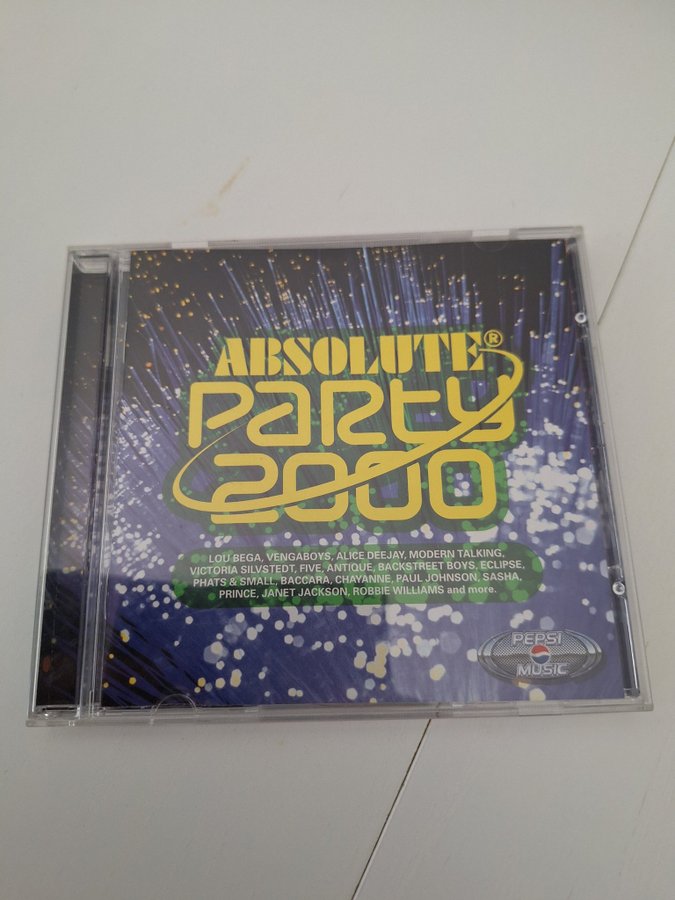 ABSOLUTE®
PARTY
2000
LOU BEGA, VENGABOYS, ALICE DEEJAY, MODERN TALKING,
VICTORIA SILVSTEDT, FIVE, ANTIQUE, BACKSTREET BOYS, ECLIPSE,
PHATS & SMALL, BACCARA, CHAYANNE, PAUL JOHNSON, SASHA,
PRINCE, JANET JACKSON, ROBBIE WILLIAMS and more.
PEPSI
MUSIC